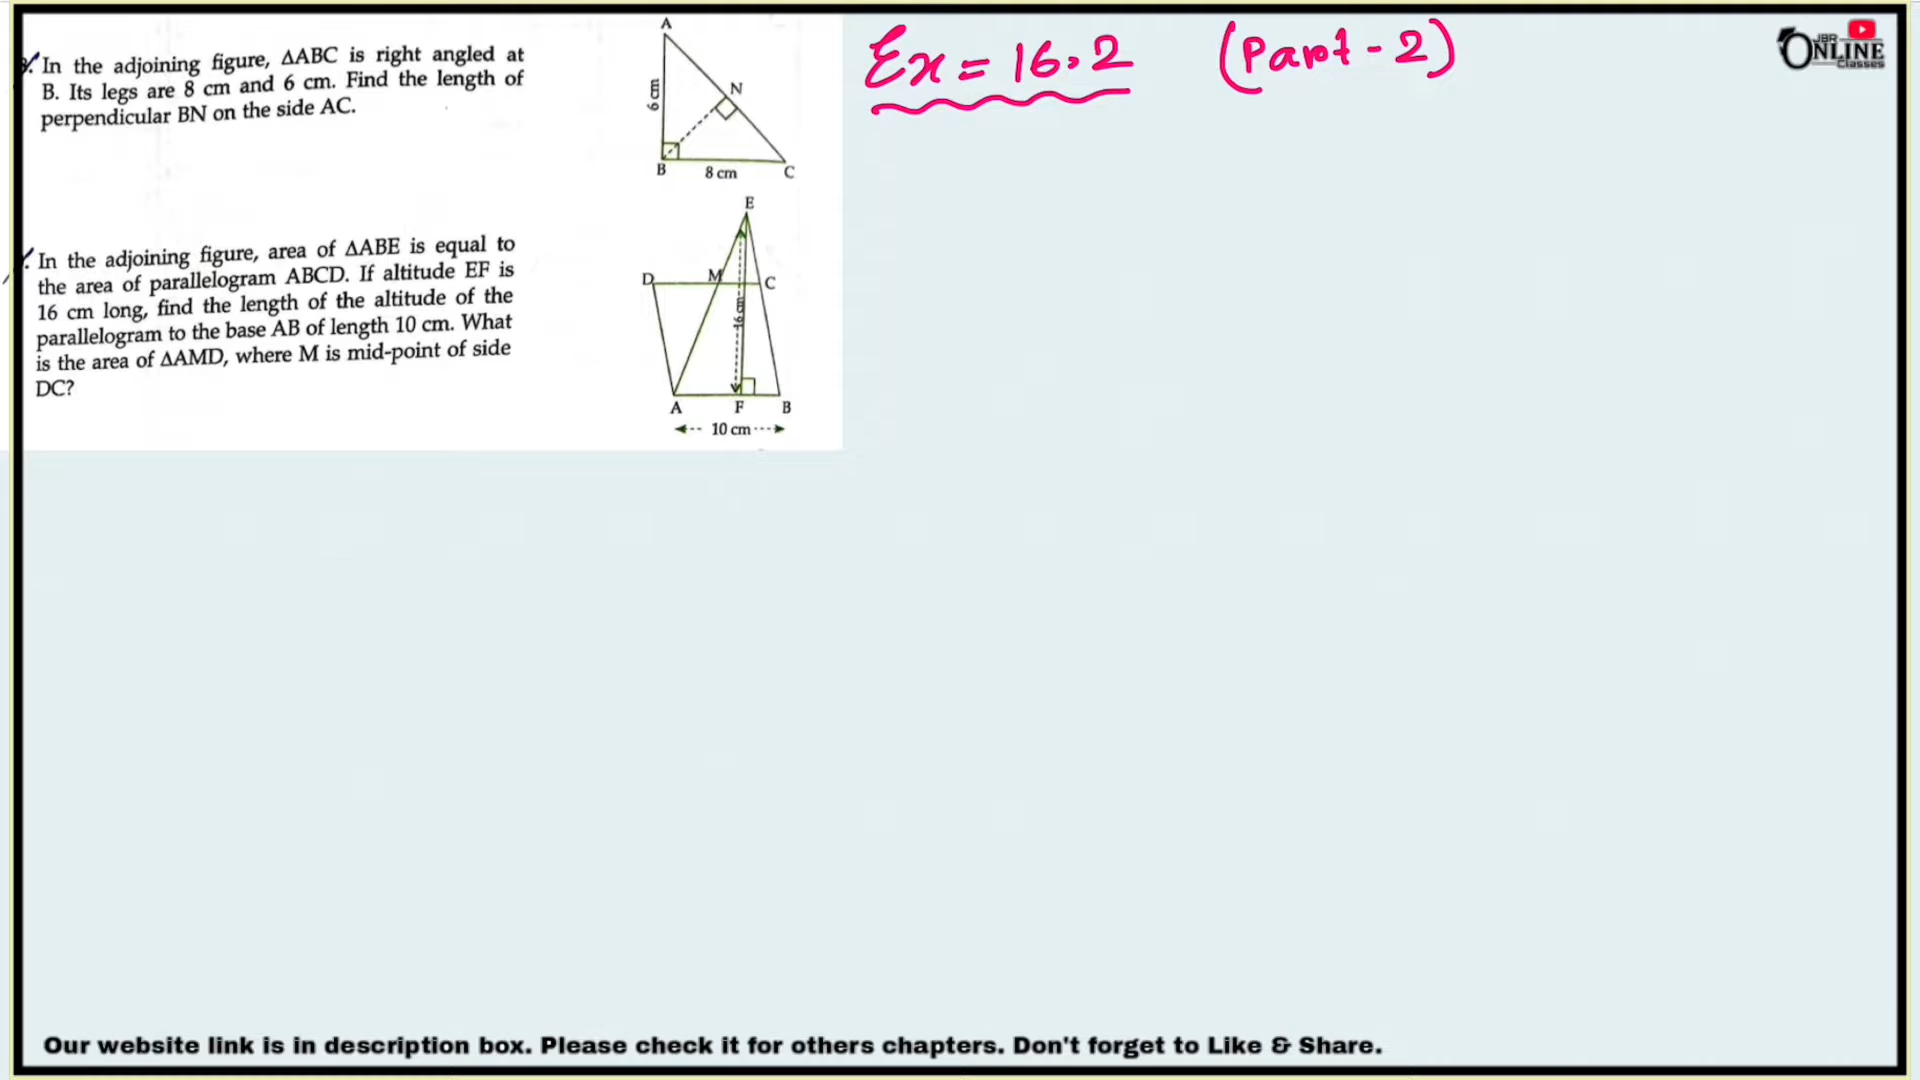 In the adjoining figure, ΔABC is right angled at
B. Its legs are 8 cm and 6 cm. Find the length of
perpendicular BN on the side AC.
A
N
6 cm
B
8 cm
C
Ex = 16.2 (Part - 2)
JBR
ONLINE
Classes
In the adjoining figure, area of ΔABE is equal to
the area of parallelogram ABCD. If altitude EF is
16 cm long, find the length of the altitude of the
parallelogram to the base AB of length 10 cm. What
is the area of ΔAMD, where M is mid-point of side
DC?
E
D
M
C
16 cm
A
F
B
10 cm
Our website link is in description box. Please check it for others chapters. Don't forget to Like & Share.